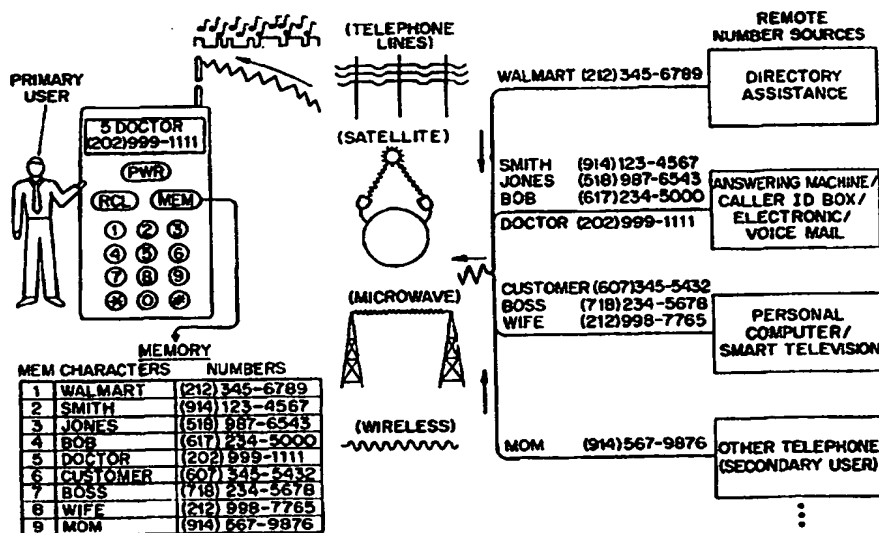 REMOTE
NUMBER SOURCES
(TELEPHONE
LINES)
PRIMARY
USER
WALMART (212) 345-6789
DIRECTORY
ASSISTANCE
5 DOCTOR
(202)999-1111
PWR
RCL
MEM
1 2 3
4 5 6
7 8 9
* 0 #
(SATELLITE)
SMITH (914)123-4567
JONES (518) 987-6543
BOB (617)234-5000
DOCTOR (202)999-1111
ANSWERING MACHINE/
CALLER ID BOX/
ELECTRONIC/
VOICE MAIL
(MICROWAVE)
CUSTOMER (607)345-5432
BOSS (718)234-5678
WIFE (212)998-7765
PERSONAL
COMPUTER/
SMART TELEVISION
(WIRELESS)
MOM (914)567-9876
OTHER TELEPHONE
(SECONDARY USER)
MEMORY
MEM CHARACTERS NUMBERS
1 WALMART (212) 345-6789
2 SMITH (914) 123-4567
3 JONES (518) 987-6543
4 BOB (617) 234-5000
5 DOCTOR (202) 999-1111
6 CUSTOMER (607) 345-5432
7 BOSS (718) 234-5678
8 WIFE (212) 998-7765
9 MOM (914) 567-9876